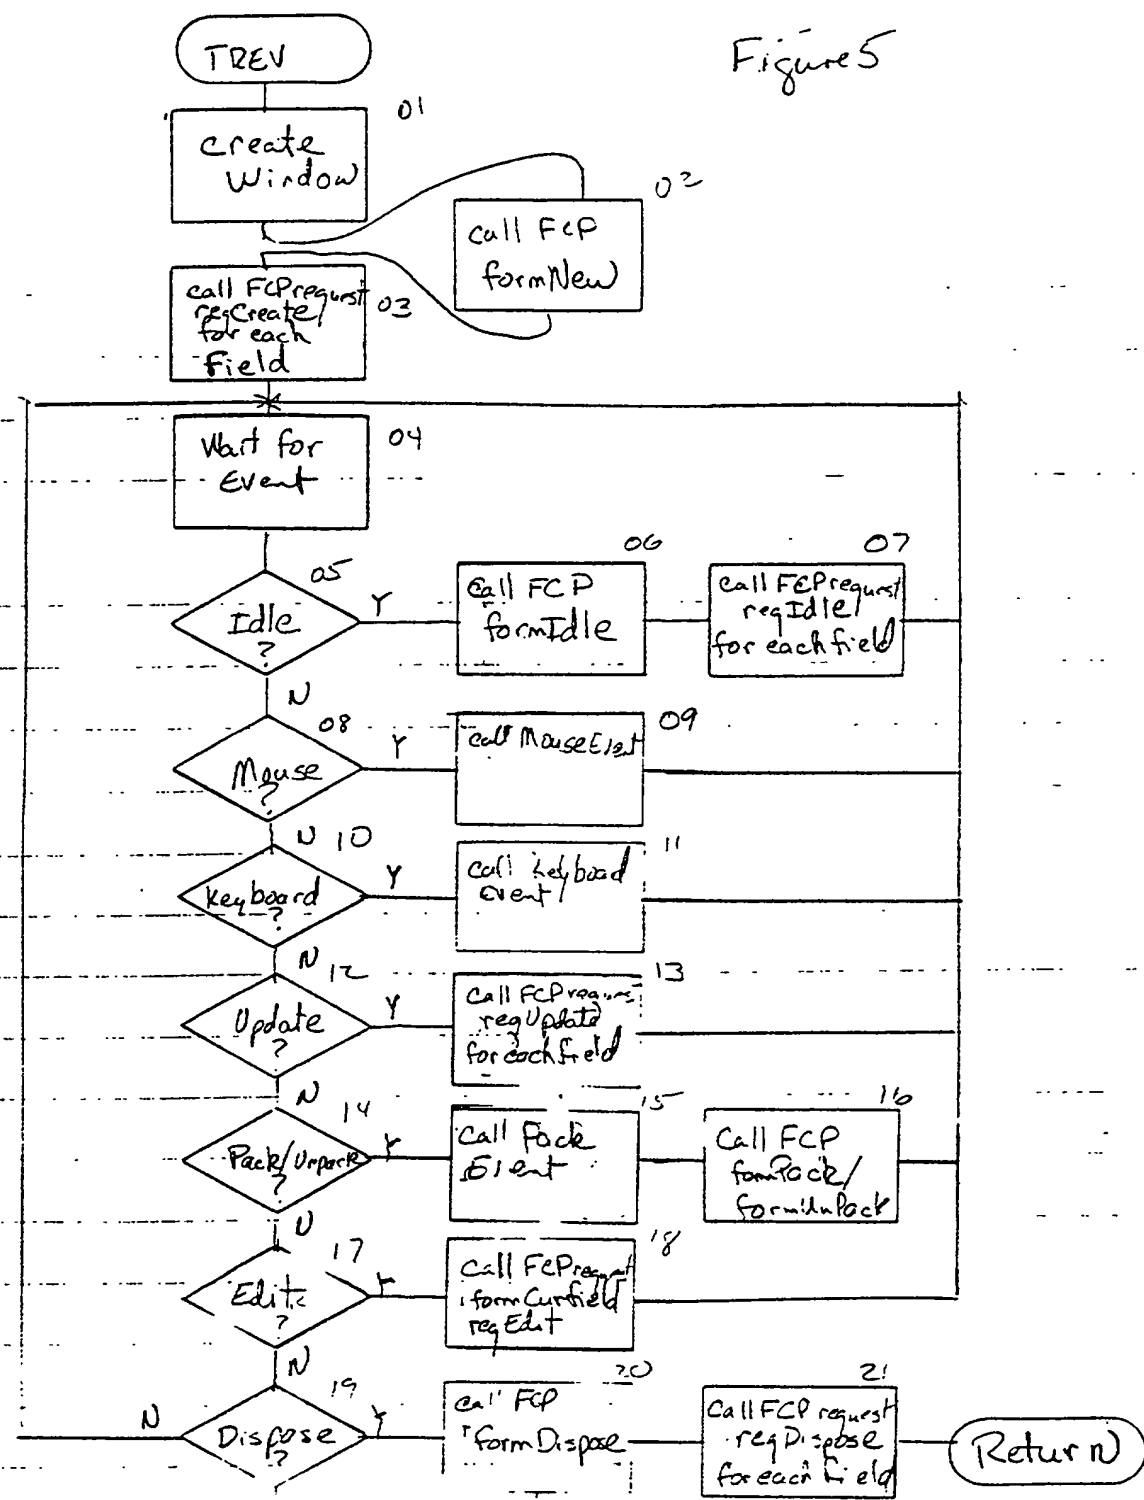 Figure 5
TREV
01
create
Window
02
call FCP
formNew
03
call FCPrequest
reqCreate
for each
Field
04
Wait for
Event
05
Idle
?
Y
06
call FCP
formIdle
07
call FCPrequest
reqIdle
for each field
N
08
Mouse
?
Y
09
call MouseEvent
N
10
Keyboard
?
Y
11
call Keyboad
Event
N
12
Update
?
Y
13
call FCPrequest
reqUpdate
for each field
N
14
Pack/Unpack
?
Y
15
Call Pack
Event
16
Call FCP
formPack/
formUnPack
N
17
Edit
?
Y
18
Call FCPrequest
formCurfield
reqEdit
N
19
Dispose
?
N
Y
20
call FCP
formDispose
21
Call FCP request
reqDispose
for each Field
Return